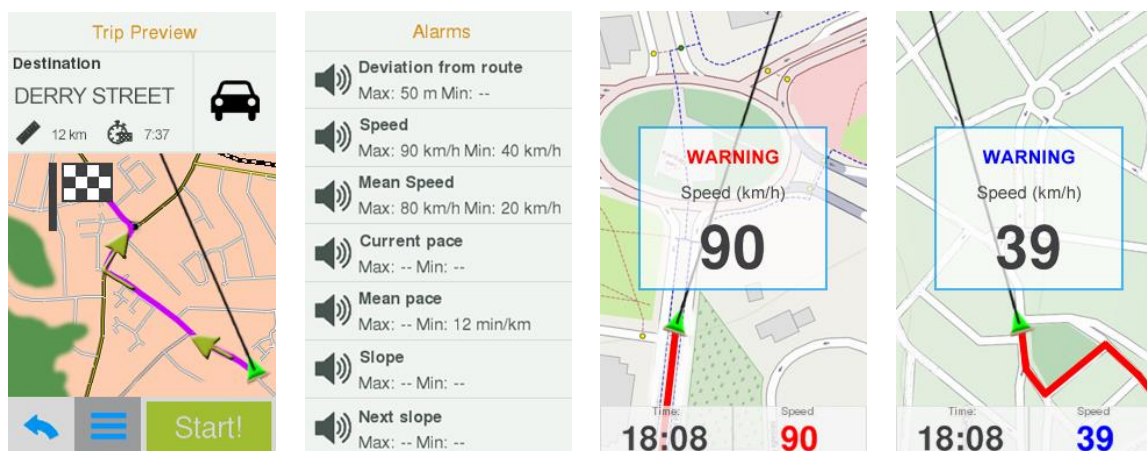 Trip Preview
Destination
DERRY STREET
12 km 7:37
Start!
Alarms
Deviation from route
Max: 50 m Min: --
Speed
Max: 90 km/h Min: 40 km/h
Mean Speed
Max: 80 km/h Min: 20 km/h
Current pace
Max: -- Min: --
Mean pace
Max: -- Min: 12 min/km
Slope
Max: -- Min: --
Next slope
Max: -- Min: --
WARNING
Speed (km/h)
90
Time: Speed
18:08 90
WARNING
Speed (km/h)
39
Time: Speed
18:08 39